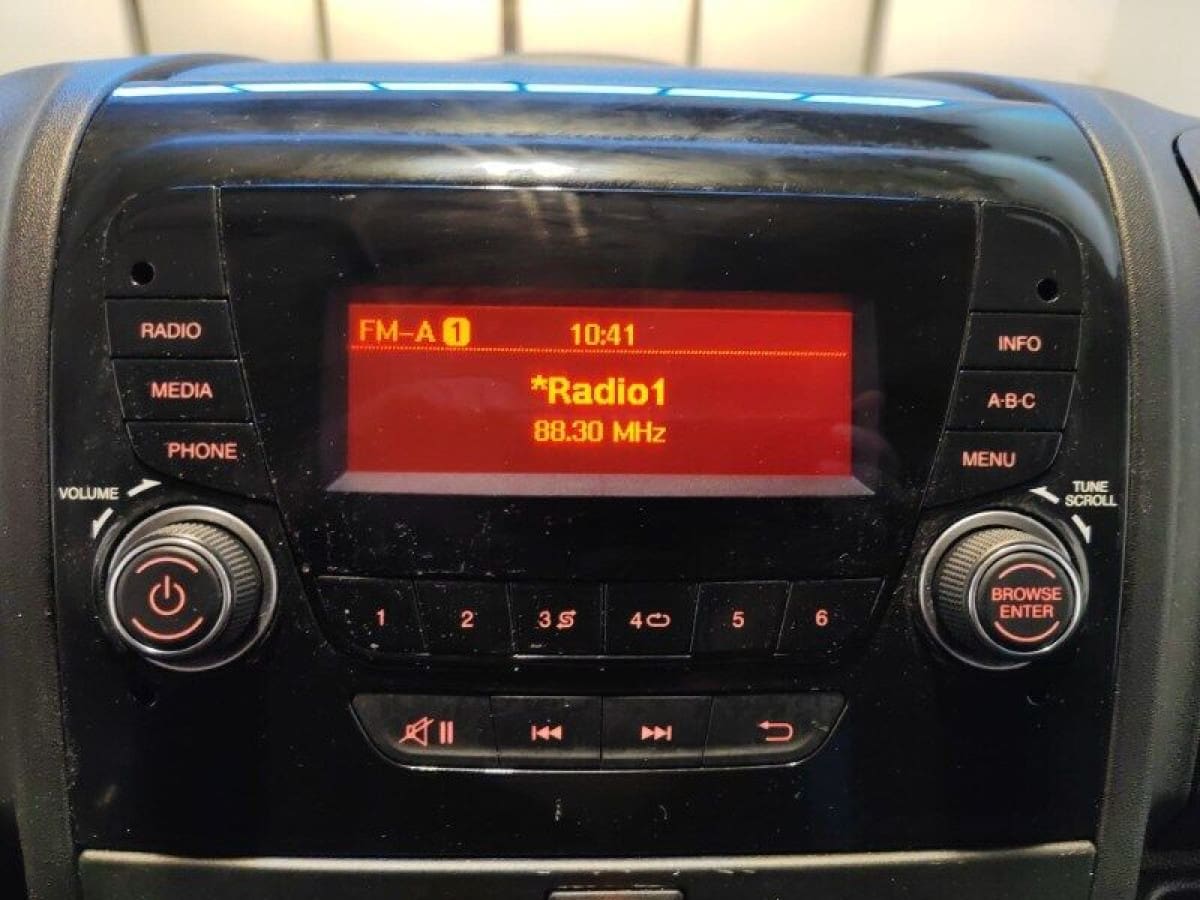 FM-A 1 10:41
*Radio1
88.30 MHz
RADIO
MEDIA
PHONE
INFO
A-B-C
MENU
VOLUME
TUNE
SCROLL
BROWSE
ENTER
1 2 3 4 5 6